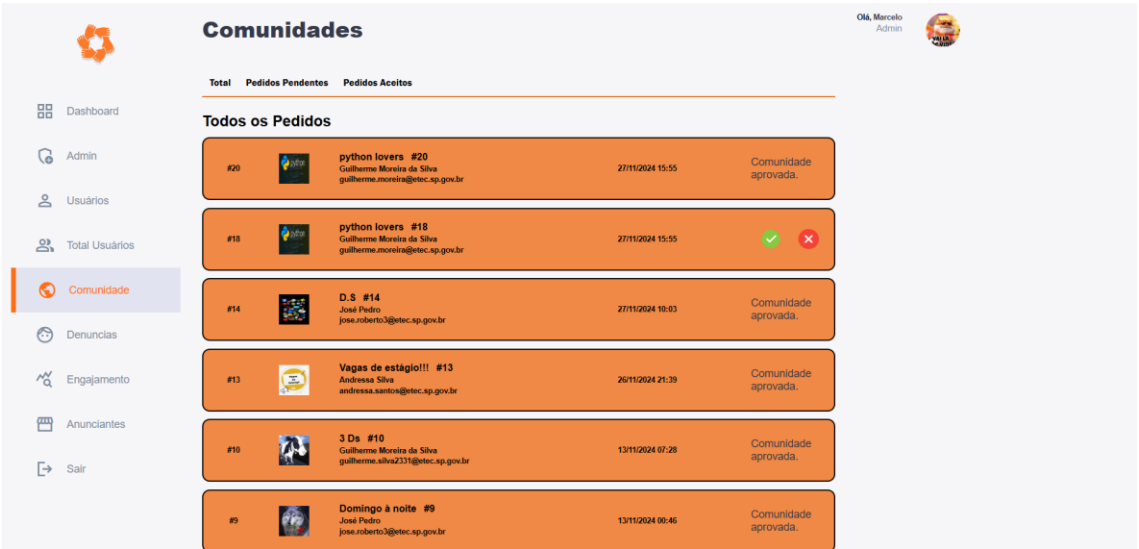 Comunidades
Olá, Marcelo
Admin
Total Pedidos Pendentes Pedidos Aceitos
Dashboard
Admin
Usuários
Total Usuários
Comunidade
Denuncias
Engajamento
Anunciantes
Sair
Todos os Pedidos
#20
python
python lovers #20
Guilherme Moreira da Silva
guilherme.moreira@etec.sp.gov.br
27/11/2024 15:55
Comunidade
aprovada.
#18
python
python lovers #18
Guilherme Moreira da Silva
guilherme.moreira@etec.sp.gov.br
27/11/2024 15:55
#14
D.S #14
José Pedro
jose.roberto3@etec.sp.gov.br
27/11/2024 10:03
Comunidade
aprovada.
#13
Vagas de estágio!!! #13
Andressa Silva
andressa.santos@etec.sp.gov.br
26/11/2024 21:39
Comunidade
aprovada.
#10
3 Ds #10
Guilherme Moreira da Silva
guilherme.silva2331@etec.sp.gov.br
13/11/2024 07:28
Comunidade
aprovada.
#9
Domingo à noite #9
José Pedro
jose.roberto3@etec.sp.gov.br
13/11/2024 00:46
Comunidade
aprovada.